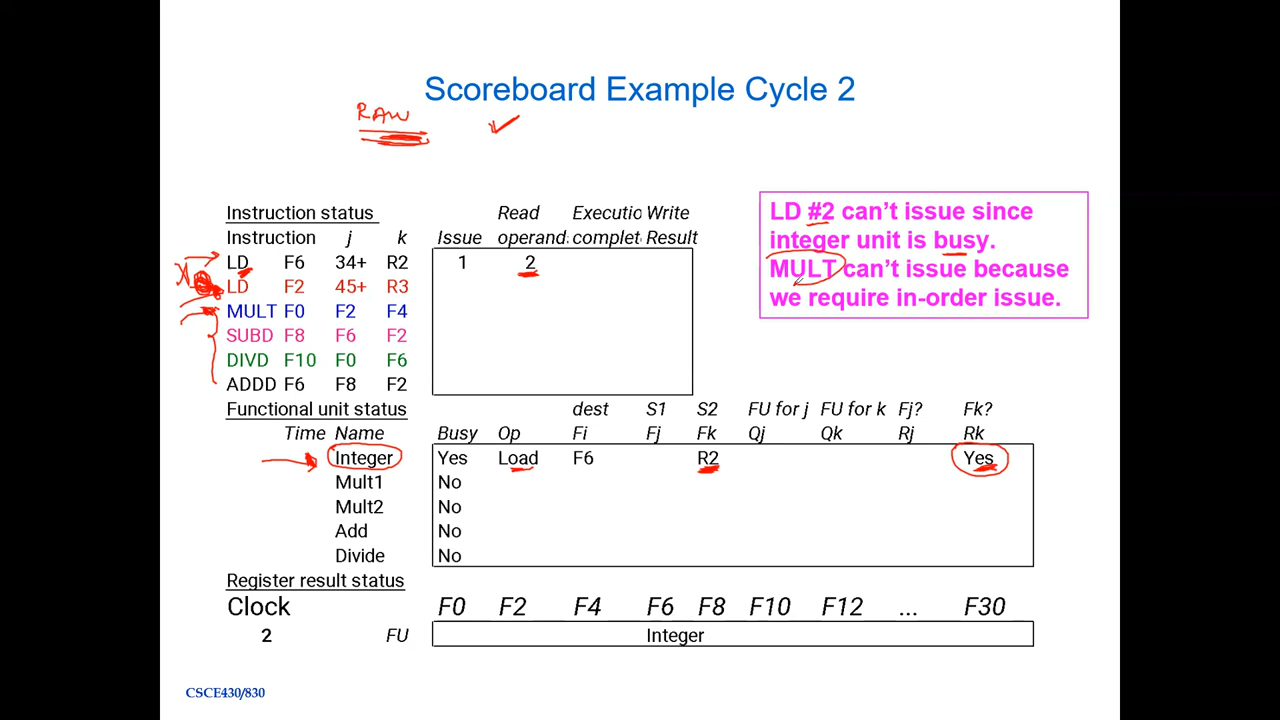 Scoreboard Example Cycle 2
RAW
Instruction status Read Executio Write
Instruction j k Issue operand: complet Result
LD F6 34+ R2 1 2
LD F2 45+ R3
MULT F0 F2 F4
SUBD F8 F6 F2
DIVD F10 F0 F6
ADDD F6 F8 F2
LD #2 can't issue since
integer unit is busy.
MULT can't issue because
we require in-order issue.
Functional unit status dest S1 S2 FU for j FU for k Fj? Fk?
Time Name Busy Op Fi Fj Fk Qj Qk Rj Rk
Integer Yes Load F6 R2 Yes
Mult1 No
Mult2 No
Add No
Divide No
Register result status
Clock F0 F2 F4 F6 F8 F10 F12 ... F30
2 FU Integer
CSCE430/830